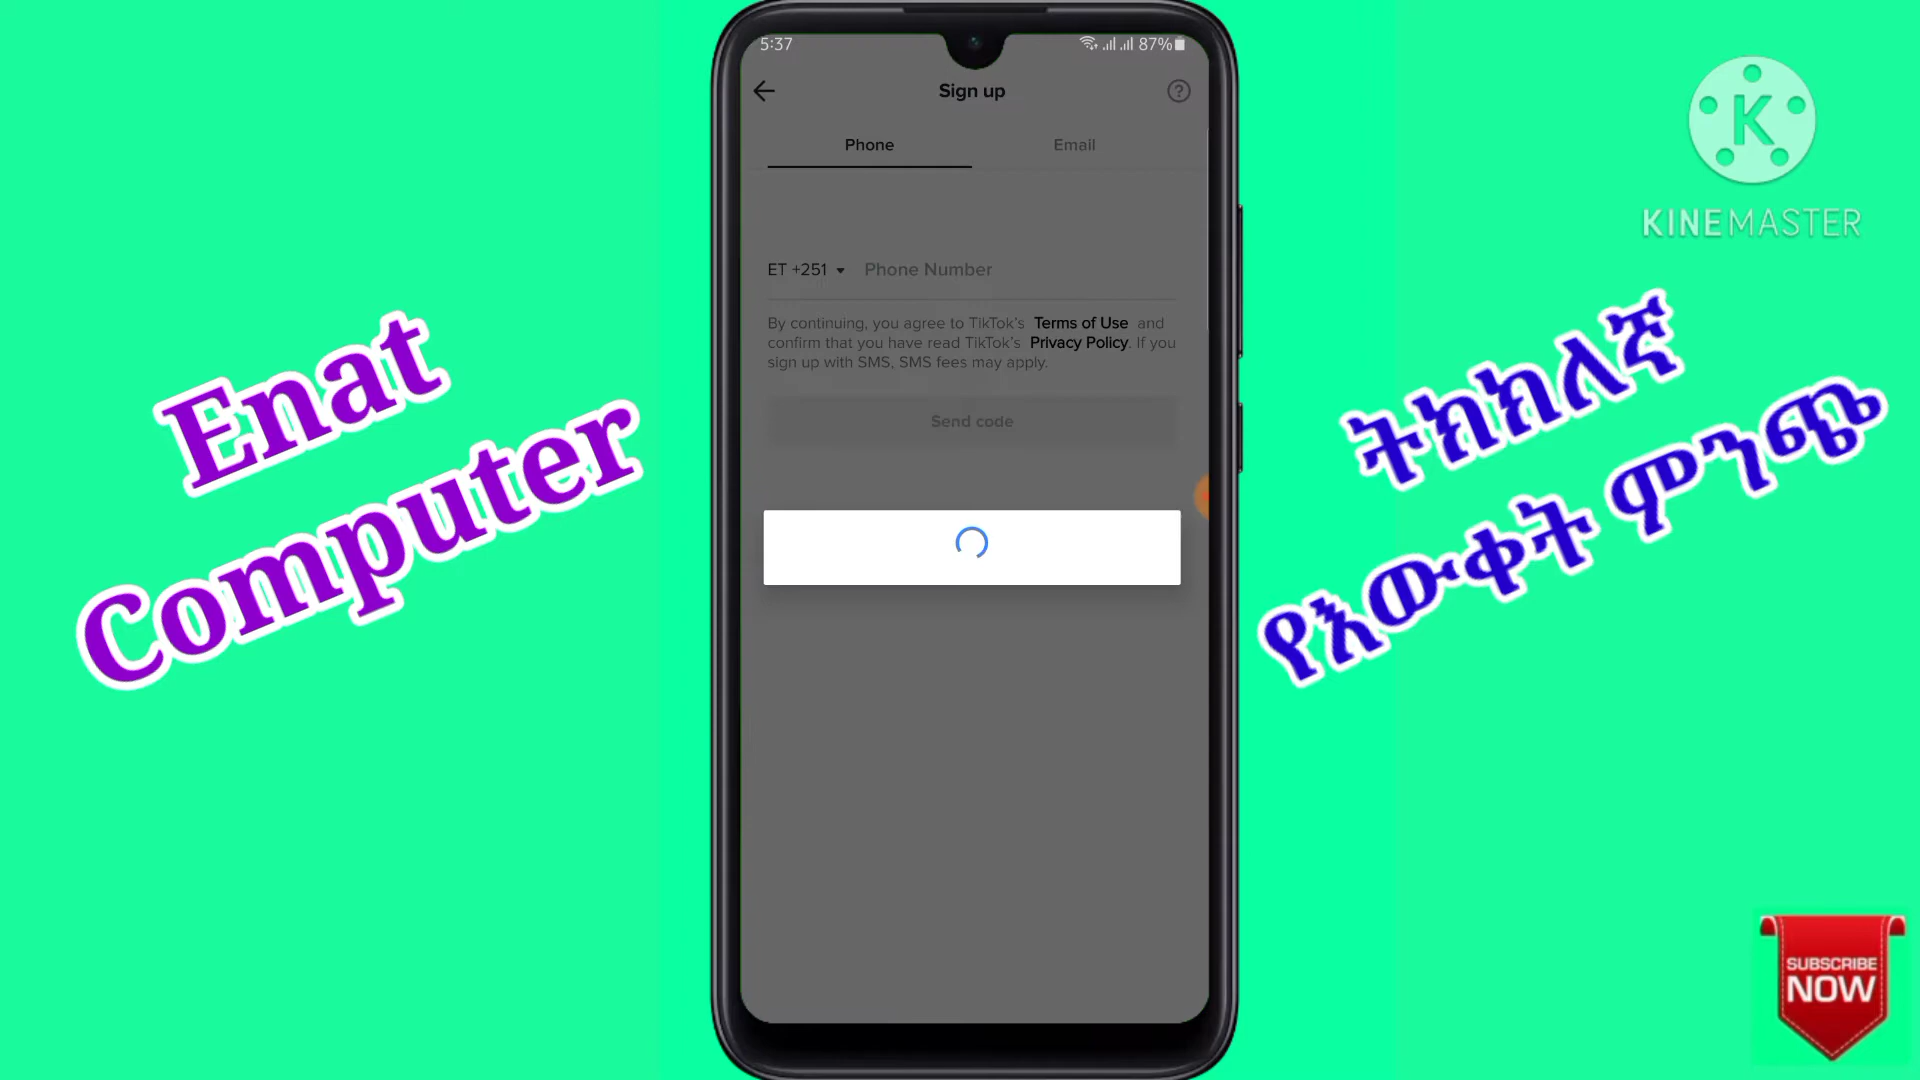 5:37
87%
Sign up
Phone
Email
ET +251
Phone Number
By continuing, you agree to TikTok's Terms of Use and
confirm that you have read TikTok's Privacy Policy. If you
sign up with SMS, SMS fees may apply.
Send code
Enat
Computer
ትክክለኛ
የእውቀት ምንጫ
K
KINEMASTER
SUBSCRIBE
NOW